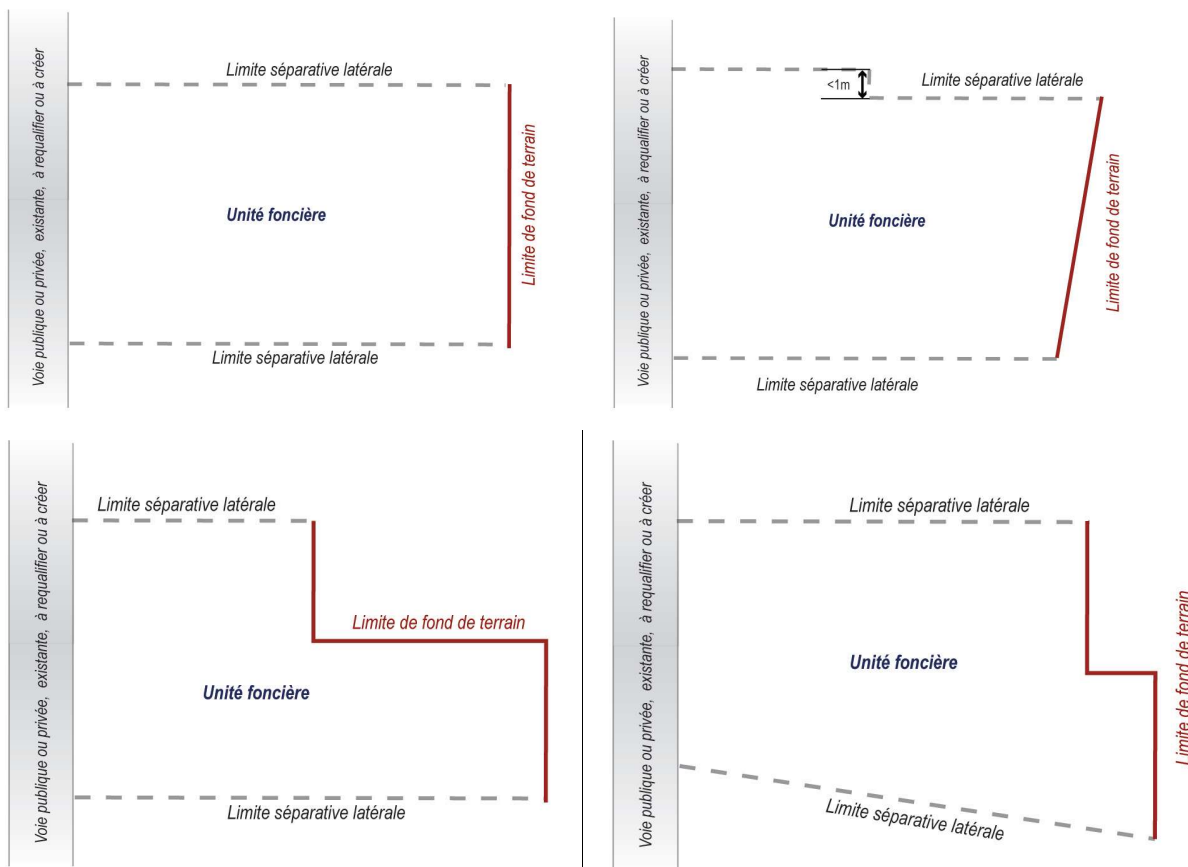 Voie publique ou privée, existante, à requalifier ou à créer
Limite séparative latérale
Unité foncière
Limite de fond de terrain
Limite séparative latérale
Voie publique ou privée, existante, à requalifier ou à créer
<1m
Limite séparative latérale
Unité foncière
Limite de fond de terrain
Limite séparative latérale
Voie publique ou privée, existante, à requalifier ou à créer
Limite séparative latérale
Limite de fond de terrain
Unité foncière
Limite séparative latérale
Voie publique ou privée, existante, à requalifier ou à créer
Limite séparative latérale
Unité foncière
Limite de fond de terrain
Limite séparative latérale